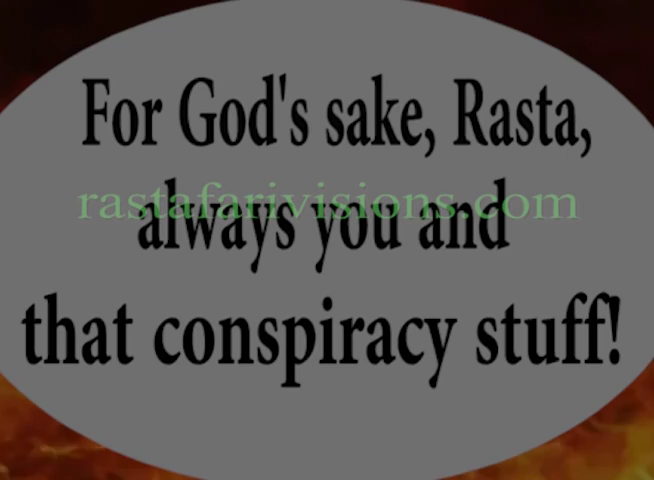 For God's sake, Rasta,
rastafarivisions.com
always you and
that conspiracy stuff!